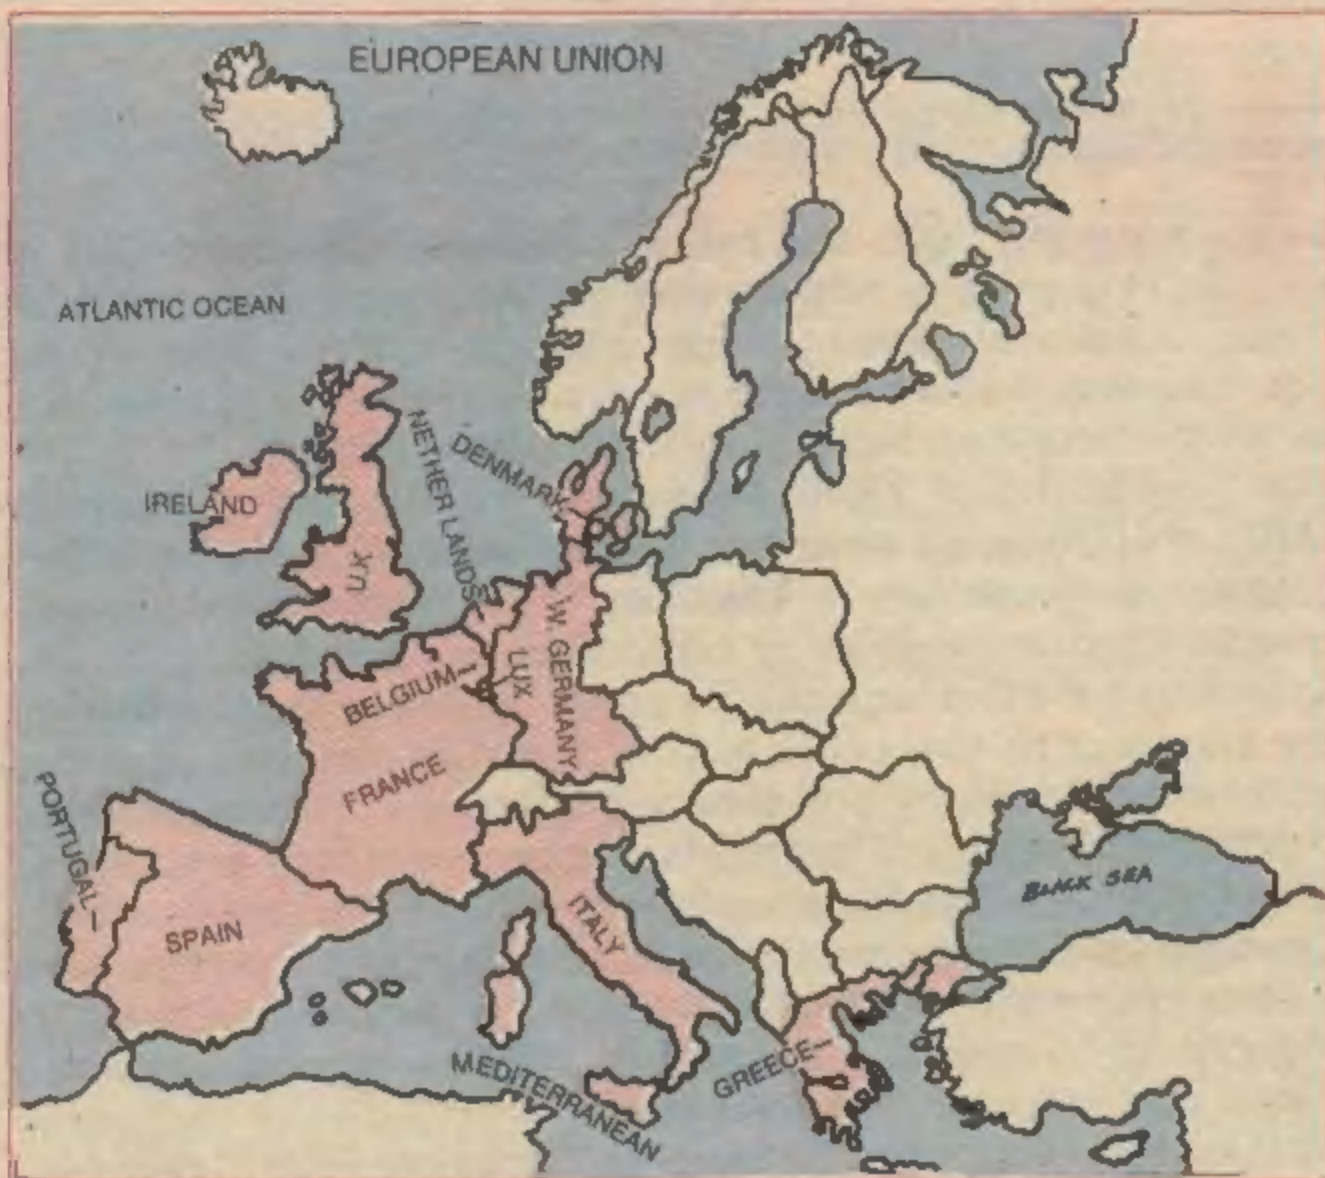 EUROPEAN UNION
ATLANTIC OCEAN
NETHER LANDS
DENMARK
IRELAND
U.K
W. GERMANY
LUX
BELGIUM
FRANCE
PORTUGAL
SPAIN
ITALY
BLACK SEA
GREECE
MEDITERRANEAN